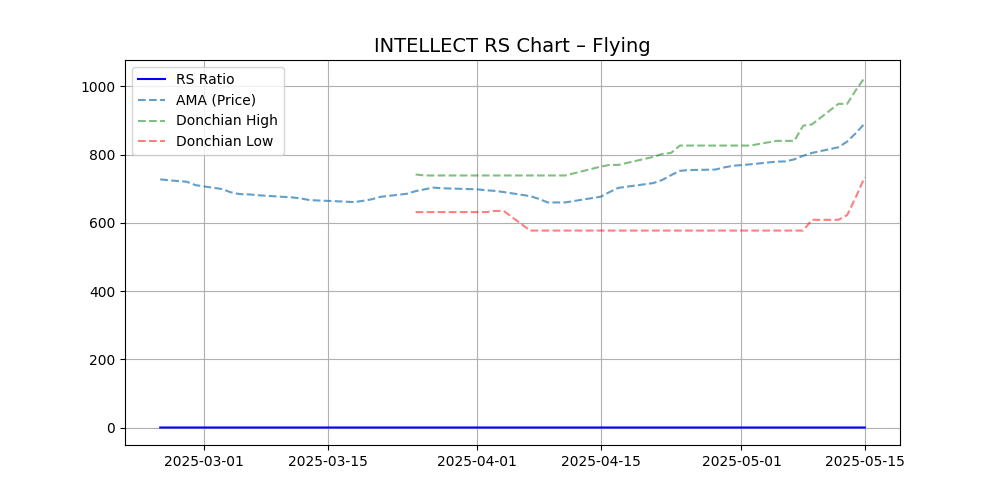 INTELLECT RS Chart – Flying
RS Ratio
AMA (Price)
Donchian High
Donchian Low
1000
800
600
400
200
0
2025-03-01 2025-03-15 2025-04-01 2025-04-15 2025-05-01 2025-05-15